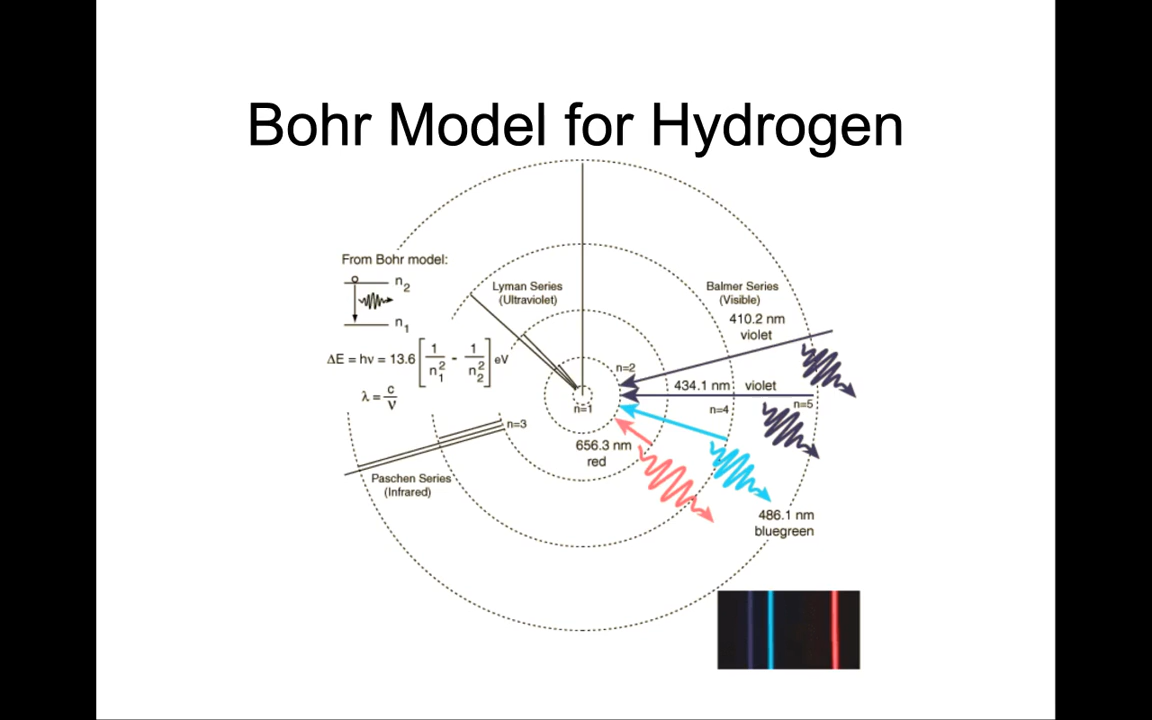 Bohr Model for Hydrogen
From Bohr model:
n₂
n₁
ΔE = hν = 13.6 [ 1/n₁² - 1/n₂² ] eV
λ = c/ν
Lyman Series
(Ultraviolet)
Balmer Series
(Visible)
410.2 nm
violet
n=2
434.1 nm violet
n=1
n=4
n=5
n=3
656.3 nm
red
Paschen Series
(Infrared)
486.1 nm
bluegreen